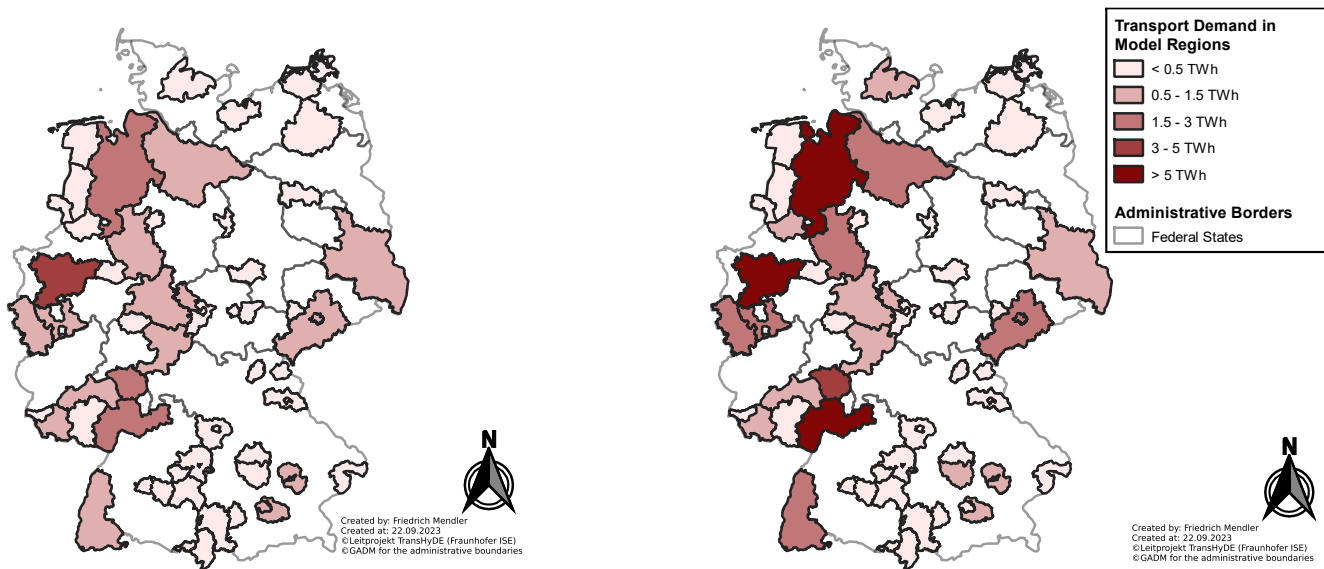 Transport Demand in
Model Regions
< 0.5 TWh
0.5 - 1.5 TWh
1.5 - 3 TWh
3 - 5 TWh
> 5 TWh
Administrative Borders
Federal States
N
Created by: Friedrich Mendler
Created at: 22.09.2023
©Leitprojekt TransHyDE (Fraunhofer ISE)
©GADM for the administrative boundaries
N
Created by: Friedrich Mendler
Created at: 22.09.2023
©Leitprojekt TransHyDE (Fraunhofer ISE)
©GADM for the administrative boundaries